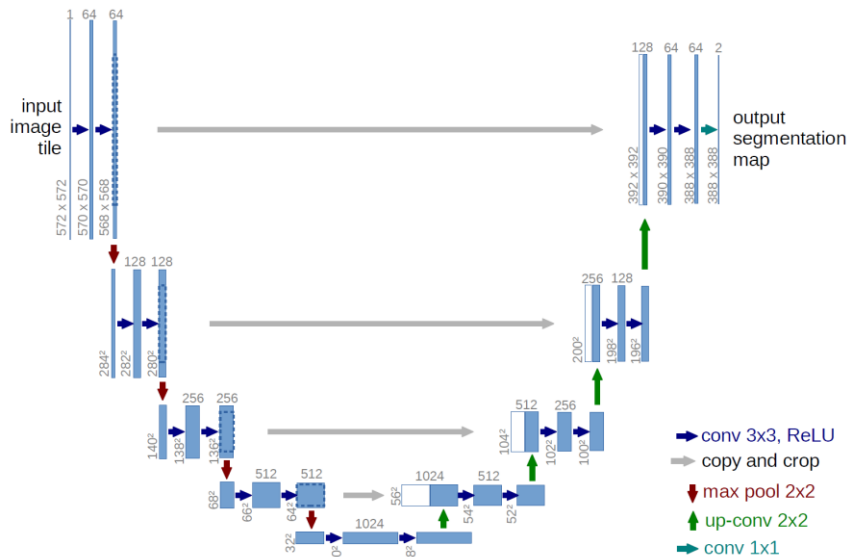 1 64 64
128 64 64 2
input
image
tile
output
segmentation
map
572 x 572
570 x 570
568 x 568
392 x 392
390 x 390
388 x 388
388 x 388
128 128
256 128
284²
282²
280²
200²
198²
196²
256 256
512 256
140²
138²
136²
104²
102²
100²
512 512
1024 512
68²
66²
64²
56²
54²
52²
1024
32²
0²
8²
conv 3x3, ReLU
copy and crop
max pool 2x2
up-conv 2x2
conv 1x1